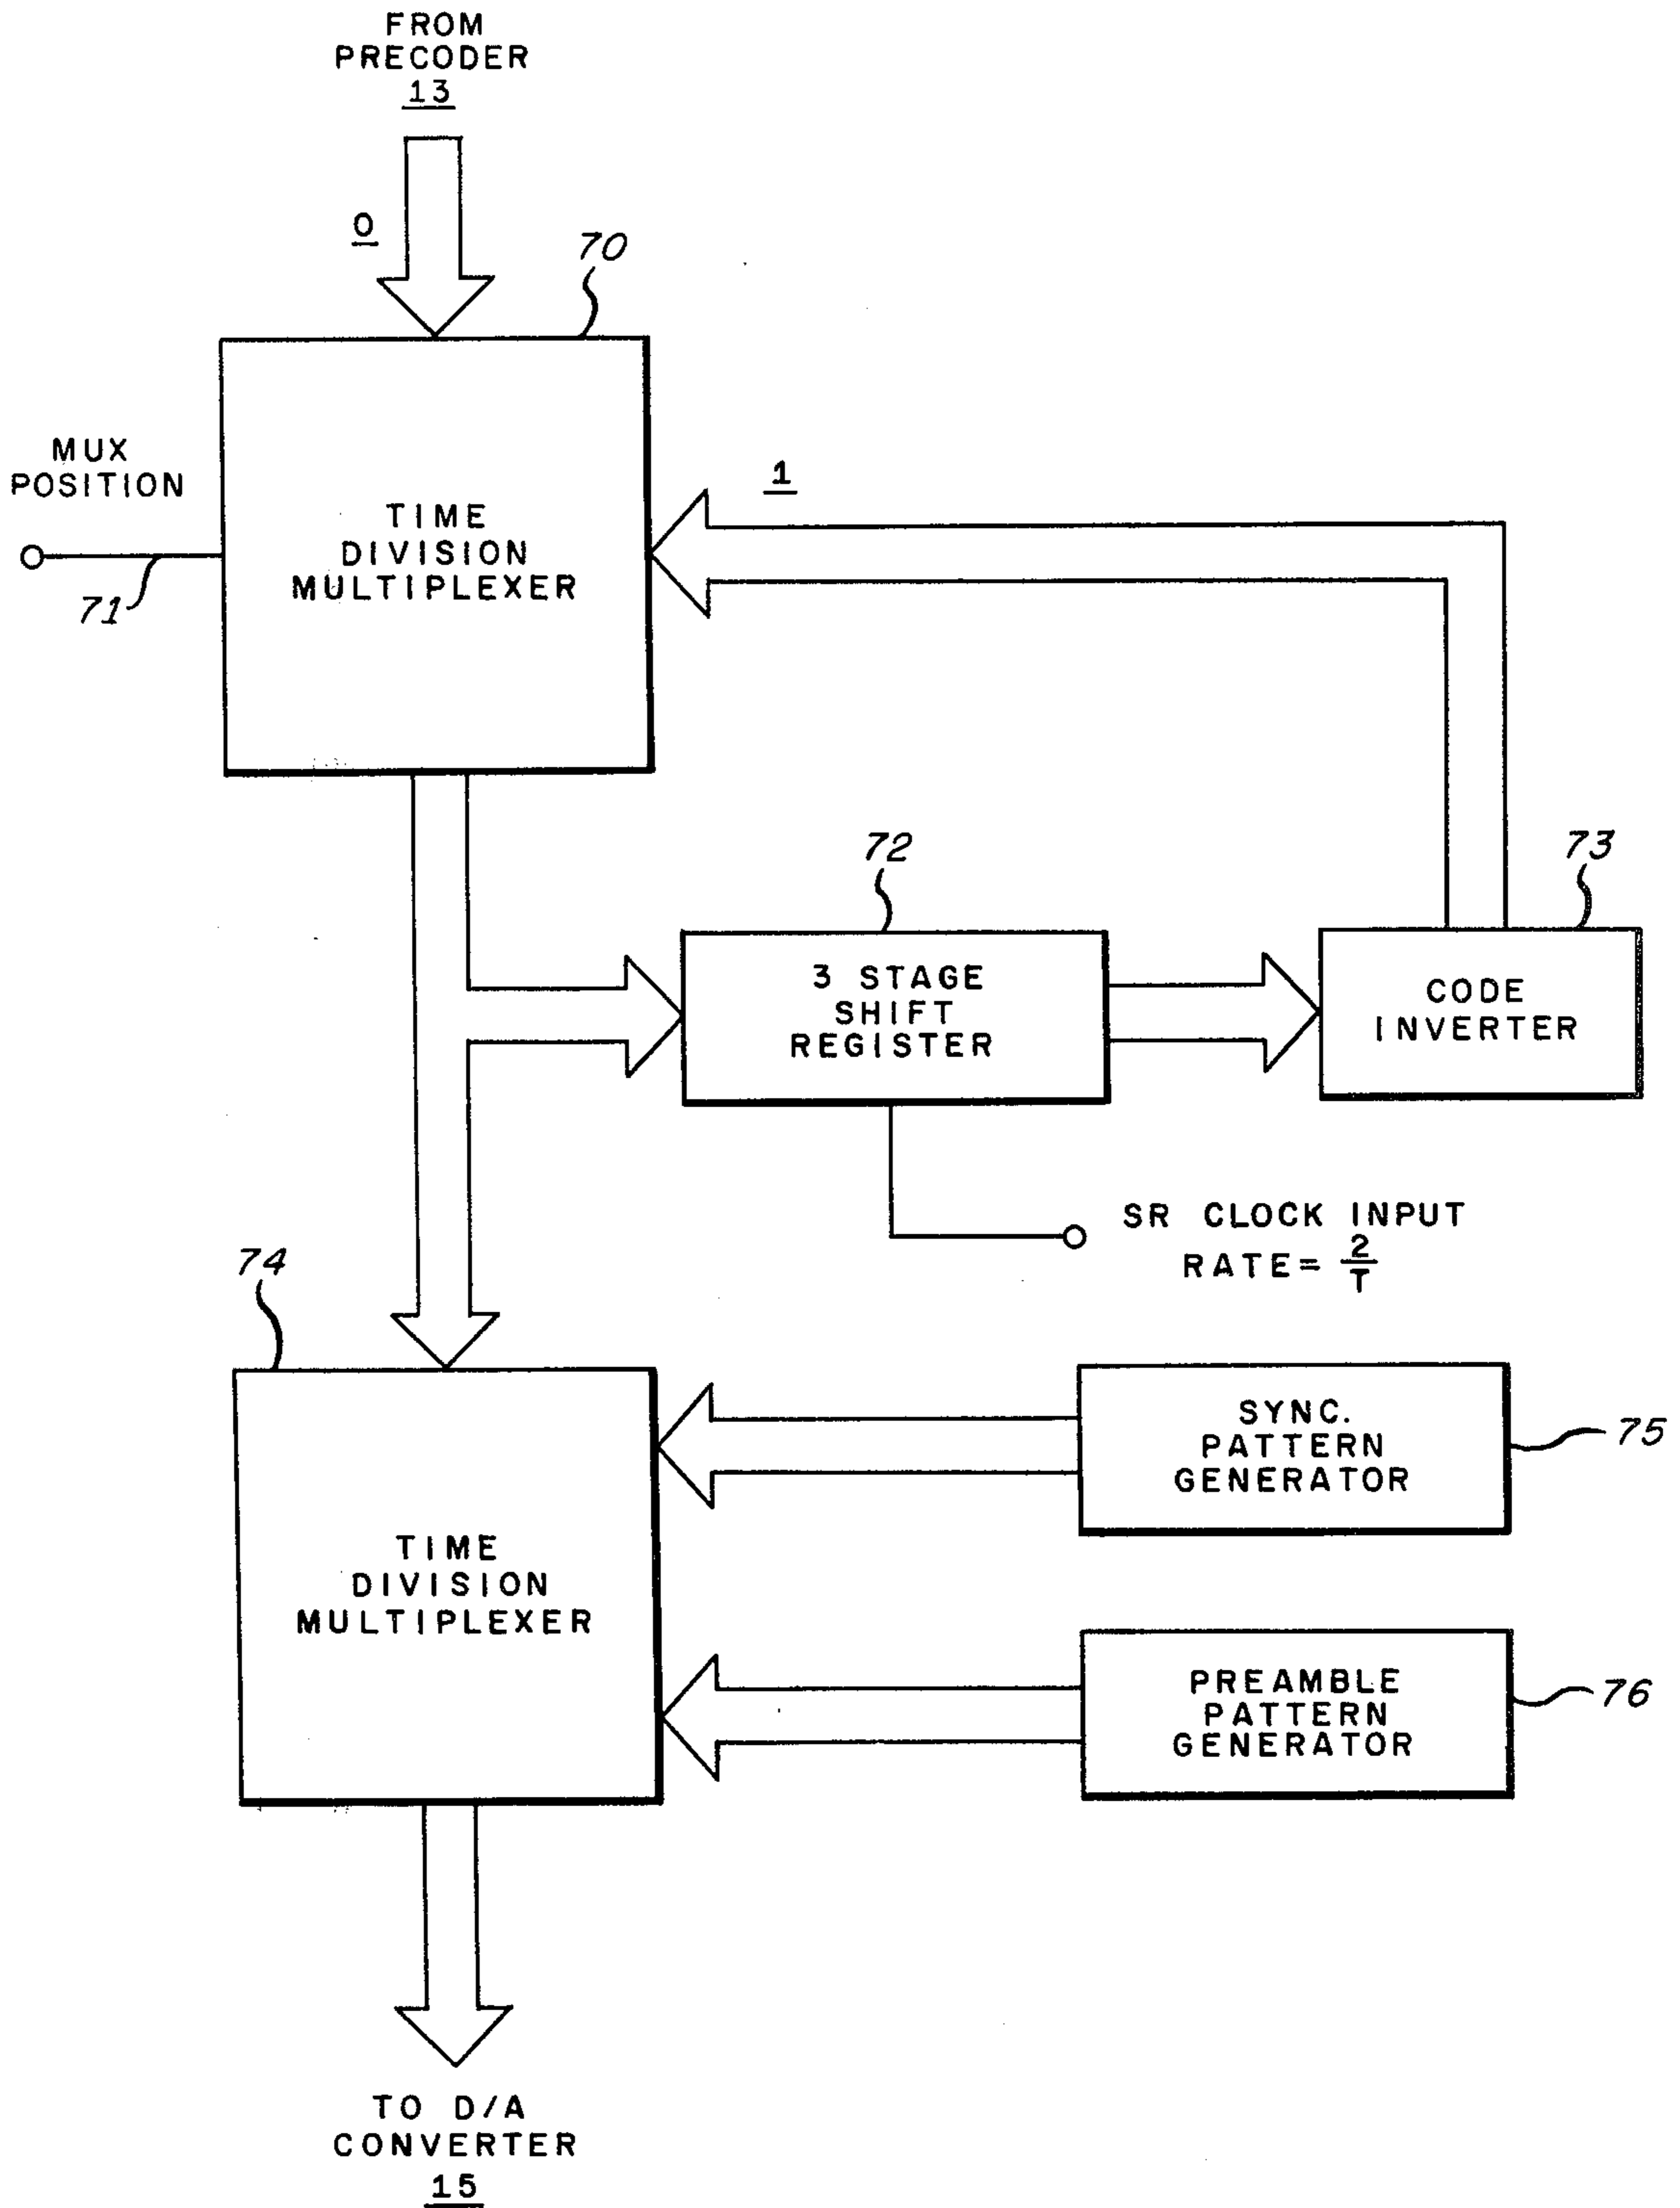 FROM
PRECODER
13
0
70
MUX
POSITION
71
1
TIME
DIVISION
MULTIPLEXER
72
73
3 STAGE
SHIFT
REGISTER
CODE
INVERTER
SR CLOCK INPUT
RATE= 2/T
74
SYNC.
PATTERN
GENERATOR
75
TIME
DIVISION
MULTIPLEXER
PREAMBLE
PATTERN
GENERATOR
76
TO D/A
CONVERTER
15